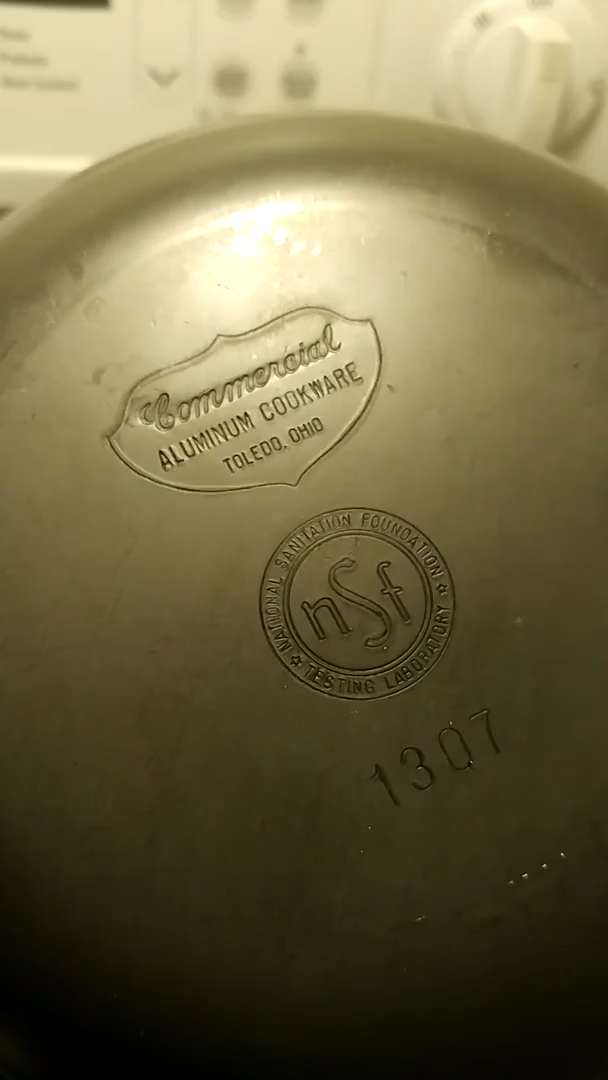 Commercial
ALUMINUM COOKWARE
TOLEDO, OHIO
NATIONAL SANITATION FOUNDATION
nSf
TESTING LABORATORY
1307